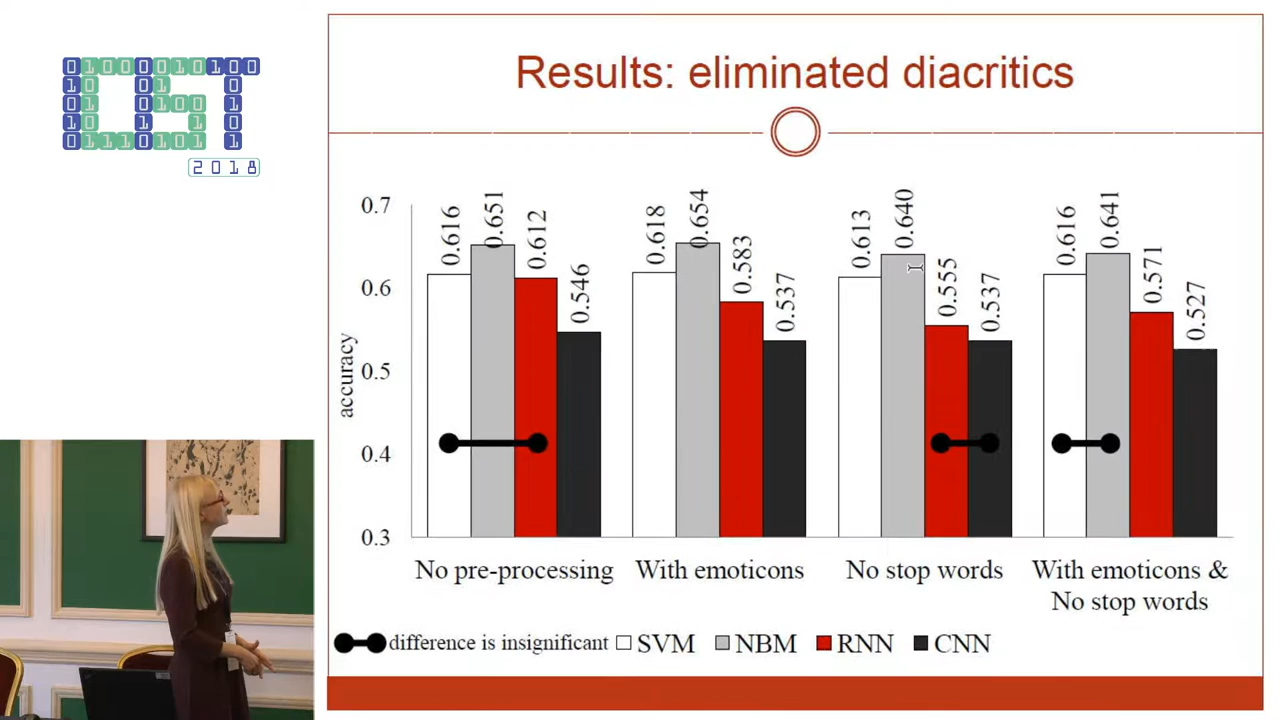 0100001010100
2018
Results: eliminated diacritics
accuracy
0.7
0.6
0.5
0.4
0.3
0.616
0.651
0.612
0.546
0.618
0.654
0.583
0.537
0.613
0.640
0.555
0.537
0.616
0.641
0.571
0.527
No pre-processing
With emoticons
No stop words
With emoticons &
No stop words
difference is insignificant SVM NBM RNN CNN